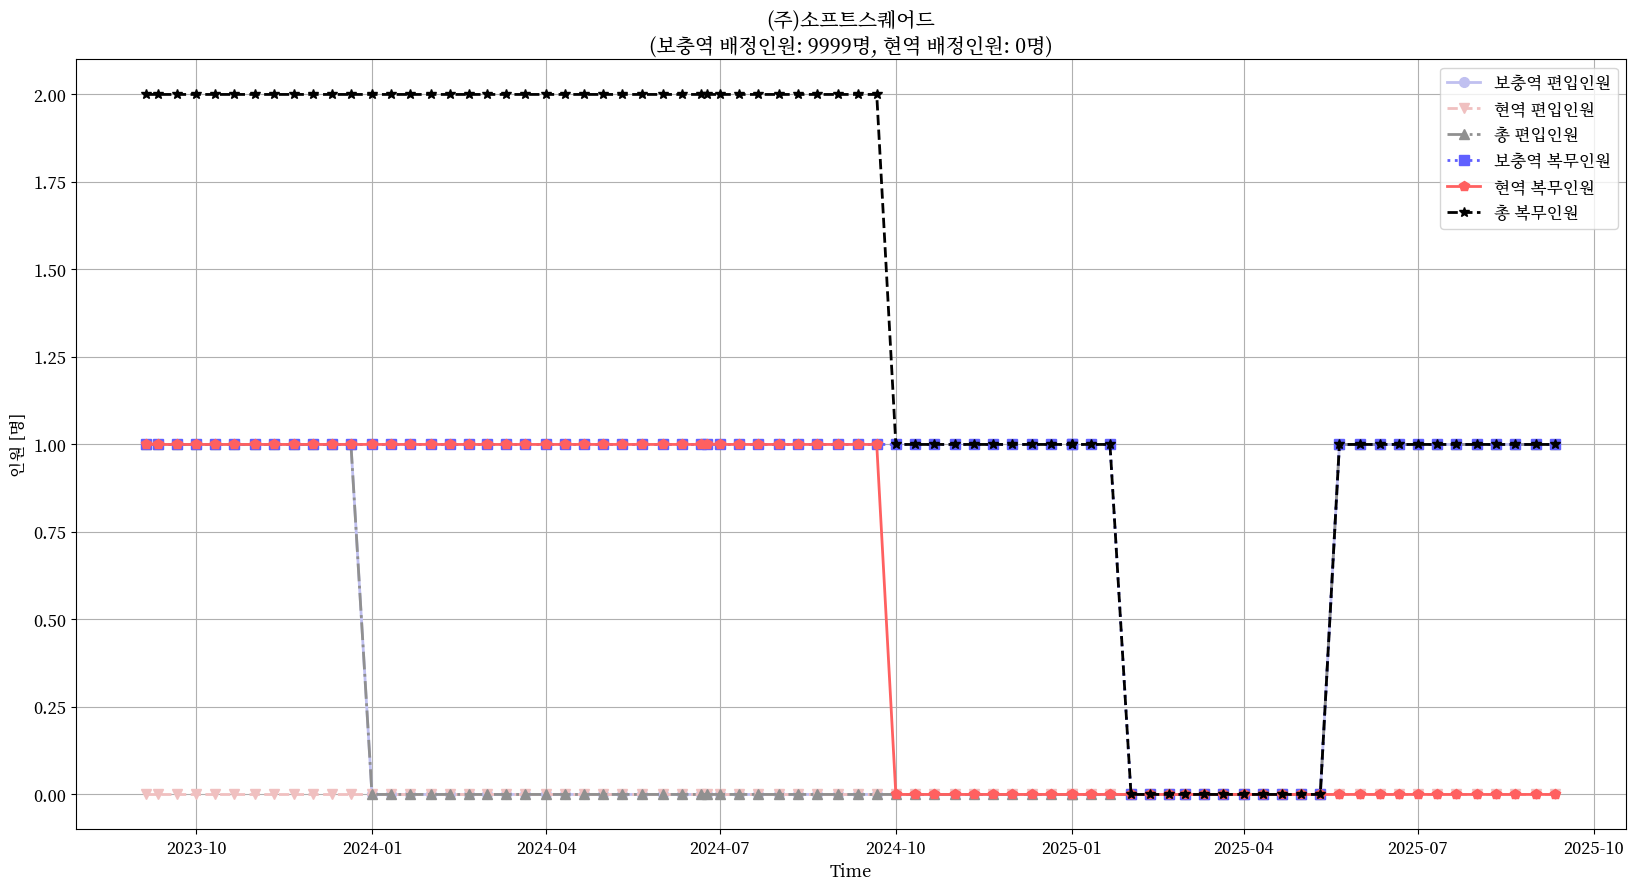 (주)소프트스퀘어드
(보충역 배정인원: 9999명, 현역 배정인원: 0명)
보충역 편입인원
현역 편입인원
총 편입인원
보충역 복무인원
현역 복무인원
총 복무인원
2.00
1.75
1.50
1.25
1.00
0.75
0.50
0.25
0.00
인원 [명]
2023-10
2024-01
2024-04
2024-07
2024-10
2025-01
2025-04
2025-07
2025-10
Time